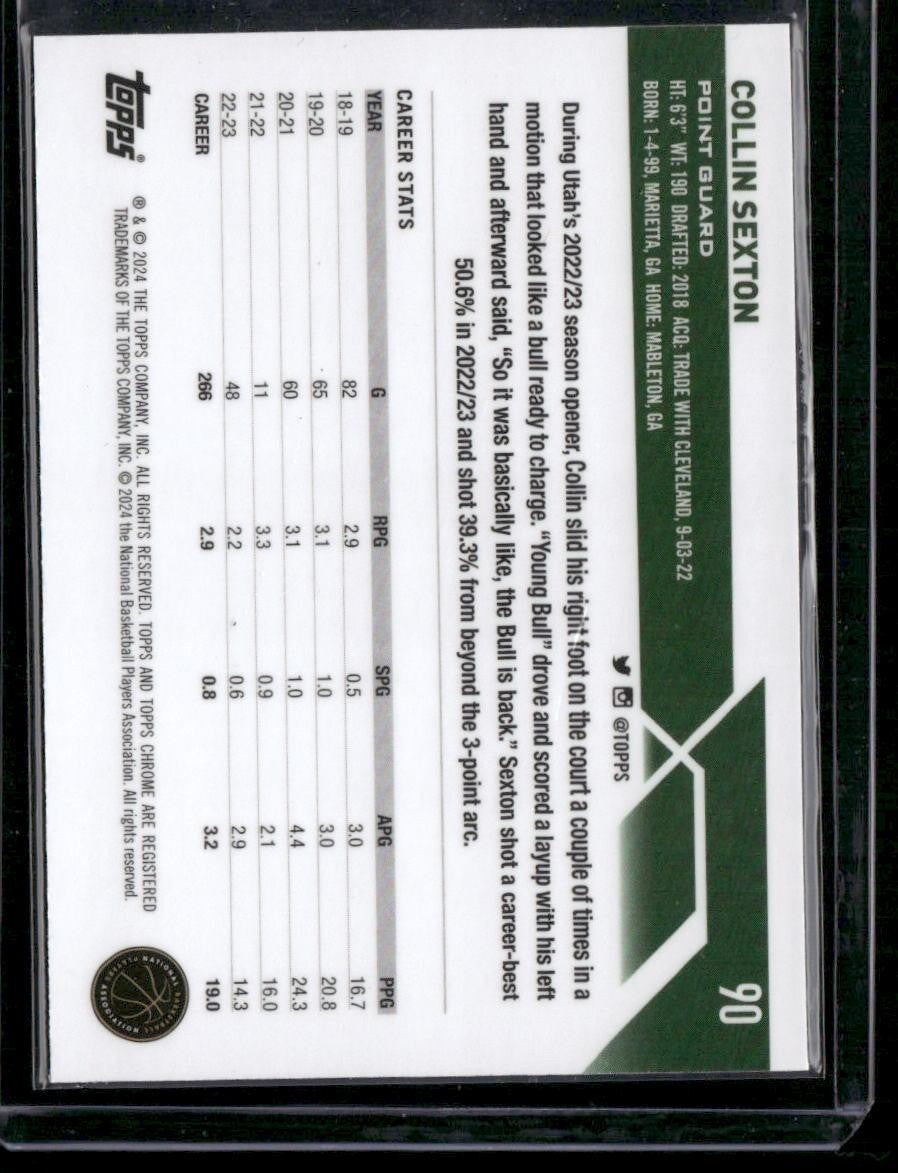 COLLIN SEXTON
90
POINT GUARD
HT: 6'3" WT: 190 DRAFTED: 2018 ACQ: TRADE WITH CLEVELAND, 9-03-22
BORN: 1-4-99, MARIETTA, GA HOME: MABLETON, GA
@TOPPS
During Utah's 2022/23 season opener, Collin slid his right foot on the court a couple of times in a
motion that looked like a bull ready to charge. "Young Bull" drove and scored a layup with his left
hand and afterward said, "So it was basically like, the Bull is back." Sexton shot a career-best
50.6% in 2022/23 and shot 39.3% from beyond the 3-point arc.
CAREER STATS
YEAR G RPG SPG APG PPG
18-19 82 2.9 0.5 3.0 16.7
19-20 65 3.1 1.0 3.0 20.8
20-21 60 3.1 1.0 4.4 24.3
21-22 11 3.3 0.9 2.1 16.0
22-23 48 2.2 0.6 2.9 14.3
CAREER 266 2.9 0.8 3.2 19.0
topps®
® & © 2024 THE TOPPS COMPANY, INC. ALL RIGHTS RESERVED. TOPPS AND TOPPS CHROME ARE REGISTERED
TRADEMARKS OF THE TOPPS COMPANY, INC. © 2024 the National Basketball Players Association. All rights reserved.
NATIONAL BASKETBALL PLAYERS ASSOCIATION